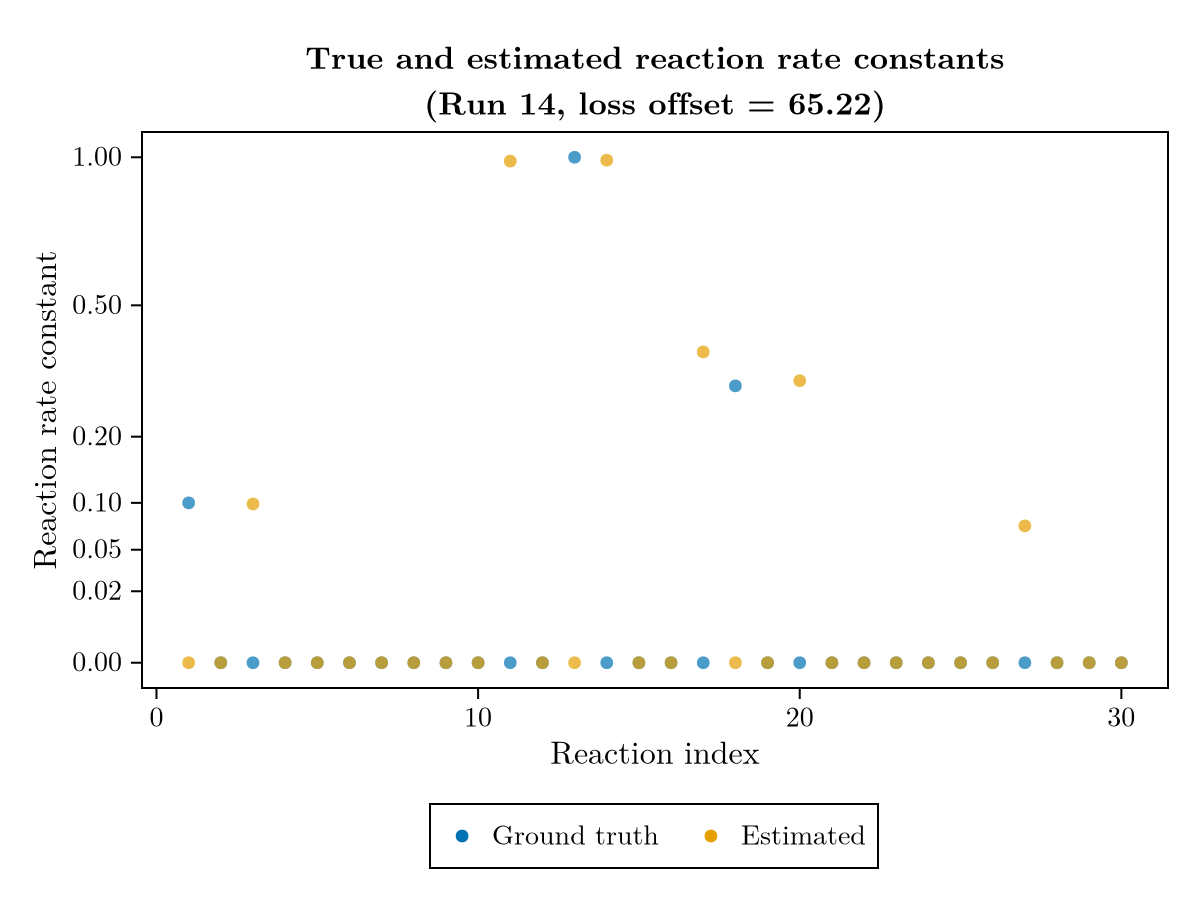 True and estimated reaction rate constants
(Run 14, loss offset = 65.22)
Reaction rate constant
1.00
0.50
0.20
0.10
0.05
0.02
0.00
0 10 20 30
Reaction index
Ground truth Estimated